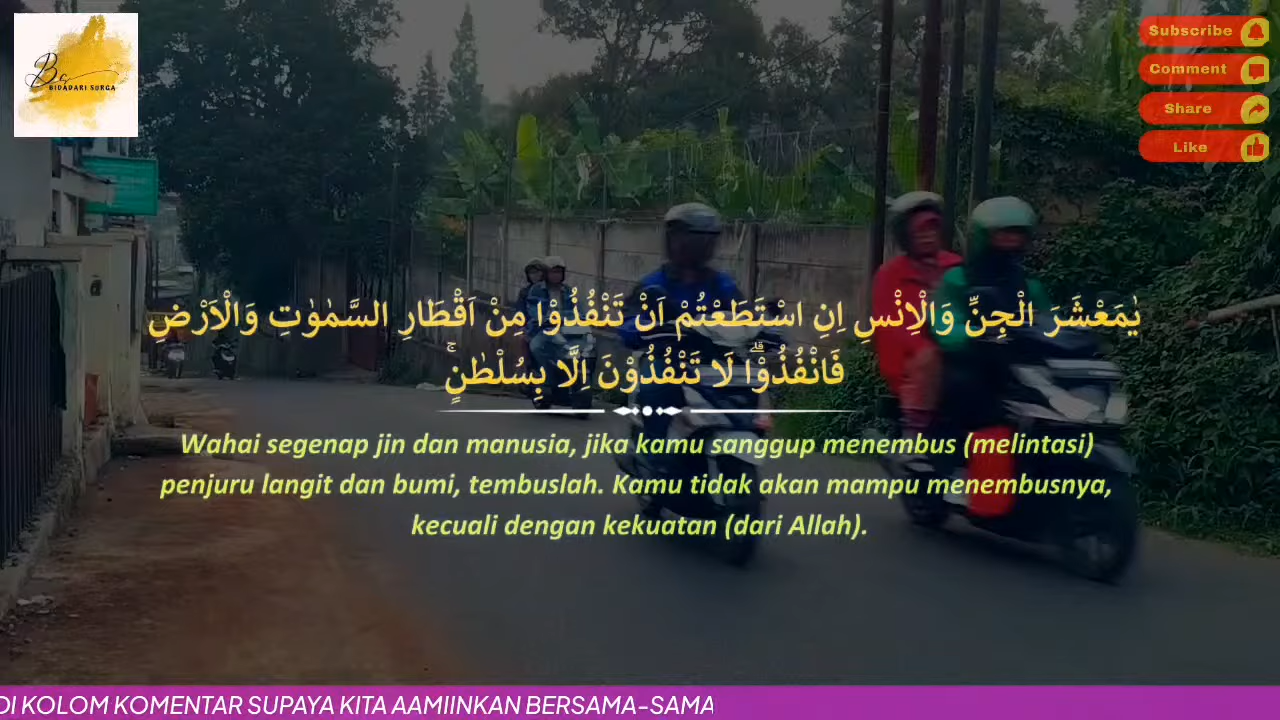 Bs
BIDADARI SURGA
Subscribe
Comment
Share
Like
يٰمَعْشَرَ الْجِنِّ وَالْاِنْسِ اِنِ اسْتَطَعْتُمْ اَنْ تَنْفُذُوْا مِنْ اَقْطَارِ السَّمٰوٰتِ وَالْاَرْضِ
فَانْفُذُوْاۗ لَا تَنْفُذُوْنَ اِلَّا بِسُلْطٰنٍۚ
Wahai segenap jin dan manusia, jika kamu sanggup menembus (melintasi)
penjuru langit dan bumi, tembuslah. Kamu tidak akan mampu menembusnya,
kecuali dengan kekuatan (dari Allah).
DI KOLOM KOMENTAR SUPAYA KITA AAMIINKAN BERSAMA-SAMA